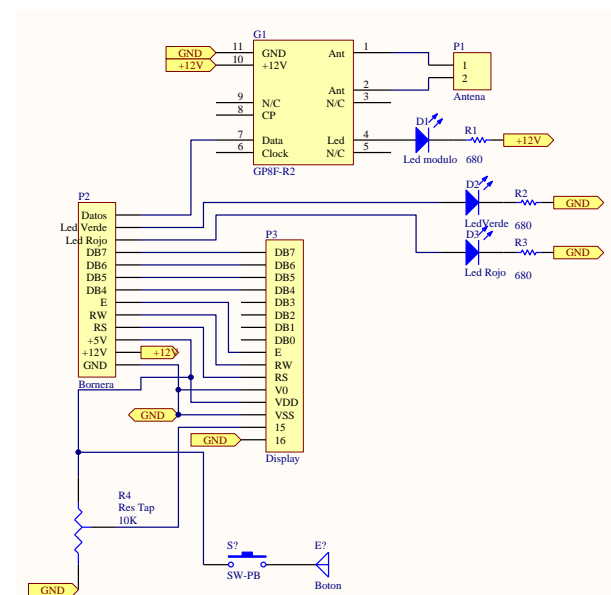 G1
GND
11
GND
Ant
1
P1
+12V
10
+12V
1
2
Ant
2
9
N/C
N/C
3
Antena
8
CP
D1
R1
7
Data
Led
4
+12V
6
Clock
N/C
5
Led modulo
680
GP8F-R2
D2
P2
R2
GND
Datos
LedVerde
680
Led Verde
P3
D3
R3
Led Rojo
GND
DB7
DB7
DB6
DB6
Led Rojo
680
DB5
DB5
DB4
DB4
E
DB3
RW
DB2
RS
DB1
+5V
DB0
+12V
+12V
E
GND
RW
Bornera
RS
V0
VDD
GND
VSS
15
GND
16
Display
R4
Res Tap
10K
S?
E?
SW-PB
Boton
GND